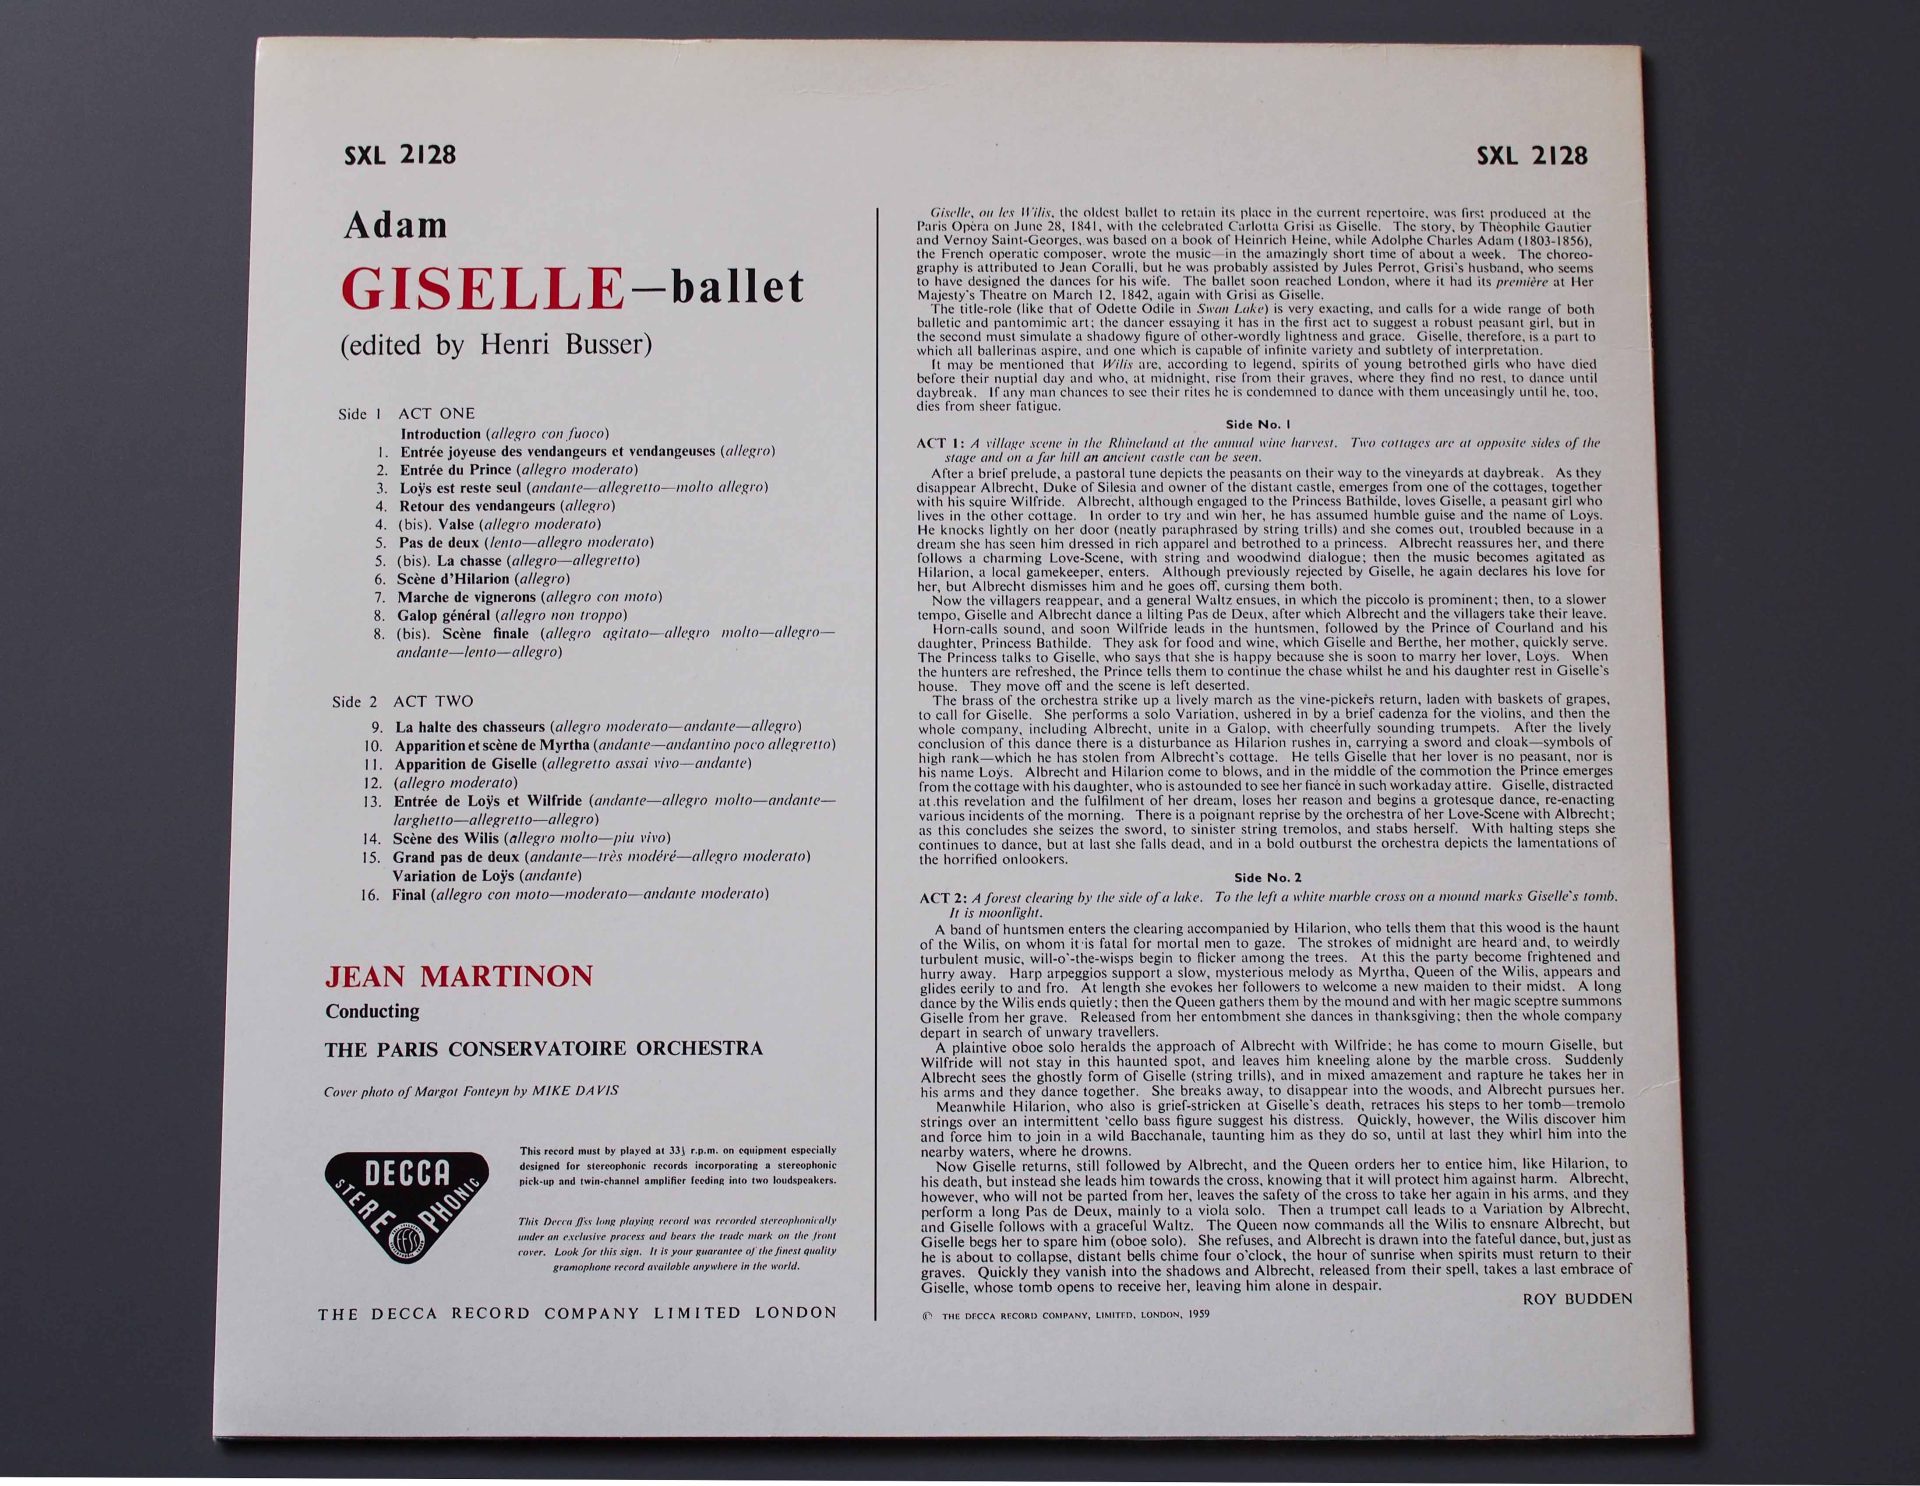 SXL 2128
SXL 2128
Adam
GISELLE—ballet
(edited by Henri Busser)
Side 1 ACT ONE
Introduction (allegro con fuoco)
1. Entrée joyeuse des vendangeurs et vendangeuses (allegro)
2. Entrée du Prince (allegro moderato)
3. Loÿs est reste seul (andante—allegretto—molto allegro)
4. Retour des vendangeurs (allegro)
4. (bis). Valse (allegro moderato)
5. Pas de deux (lento—allegro moderato)
5. (bis). La chasse (allegro—allegretto)
6. Scène d'Hilarion (allegro)
7. Marche de vignerons (allegro con moto)
8. Galop général (allegro non troppo)
8. (bis). Scène finale (allegro agitato—allegro molto—allegro—
andante—lento—allegro)
Side 2 ACT TWO
9. La halte des chasseurs (allegro moderato—andante—allegro)
10. Apparition et scène de Myrtha (andante—andantino poco allegretto)
11. Apparition de Giselle (allegretto assai vivo—andante)
12. (allegro moderato)
13. Entrée de Loÿs et Wilfride (andante—allegro molto—andante—
larghetto—allegretto—allegro)
14. Scène des Wilis (allegro molto—piu vivo)
15. Grand pas de deux (andante—très modéré—allegro moderato)
Variation de Loÿs (andante)
16. Final (allegro con moto—moderato—andante moderato)
JEAN MARTINON
Conducting
THE PARIS CONSERVATOIRE ORCHESTRA
Cover photo of Margot Fonteyn by MIKE DAVIS
DECCA
STEREOPHONIC
FFSS
This record must by played at 33⅓ r.p.m. on equipment especially
designed for stereophonic records incorporating a stereophonic
pick-up and twin-channel amplifier feeding into two loudspeakers.
This Decca ffss long playing record was recorded stereophonically
under an exclusive process and bears the trade mark on the front
cover. Look for this sign. It is your guarantee of the finest quality
gramophone record available anywhere in the world.
THE DECCA RECORD COMPANY LIMITED LONDON
Giselle, ou les Wilis, the oldest ballet to retain its place in the current repertoire, was first produced at the
Paris Opéra on June 28, 1841, with the celebrated Carlotta Grisi as Giselle. The story, by Théophile Gautier
and Vernoy Saint-Georges, was based on a book of Heinrich Heine, while Adolphe Charles Adam (1803-1856),
the French operatic composer, wrote the music—in the amazingly short time of about a week. The choreo-
graphy is attributed to Jean Coralli, but he was probably assisted by Jules Perrot, Grisi's husband, who seems
to have designed the dances for his wife. The ballet soon reached London, where it had its première at Her
Majesty's Theatre on March 12, 1842, again with Grisi as Giselle.
The title-role (like that of Odette Odile in Swan Lake) is very exacting, and calls for a wide range of both
balletic and pantomimic art; the dancer essaying it has in the first act to suggest a robust peasant girl, but in
the second must simulate a shadowy figure of other-wordly lightness and grace. Giselle, therefore, is a part to
which all ballerinas aspire, and one which is capable of infinite variety and subtlety of interpretation.
It may be mentioned that Wilis are, according to legend, spirits of young betrothed girls who have died
before their nuptial day and who, at midnight, rise from their graves, where they find no rest, to dance until
daybreak. If any man chances to see their rites he is condemned to dance with them unceasingly until he, too,
dies from sheer fatigue.
Side No. 1
ACT 1: A village scene in the Rhineland at the annual wine harvest. Two cottages are at opposite sides of the
stage and on a far hill an ancient castle can be seen.
After a brief prelude, a pastoral tune depicts the peasants on their way to the vineyards at daybreak. As they
disappear Albrecht, Duke of Silesia and owner of the distant castle, emerges from one of the cottages, together
with his squire Wilfride. Albrecht, although engaged to the Princess Bathilde, loves Giselle, a peasant girl who
lives in the other cottage. In order to try and win her, he has assumed humble guise and the name of Loÿs.
He knocks lightly on her door (neatly paraphrased by string trills) and she comes out, troubled because in a
dream she has seen him dressed in rich apparel and betrothed to a princess. Albrecht reassures her, and there
follows a charming Love-Scene, with string and woodwind dialogue; then the music becomes agitated as
Hilarion, a local gamekeeper, enters. Although previously rejected by Giselle, he again declares his love for
her, but Albrecht dismisses him and he goes off, cursing them both.
Now the villagers reappear, and a general Waltz ensues, in which the piccolo is prominent; then, to a slower
tempo, Giselle and Albrecht dance a lilting Pas de Deux, after which Albrecht and the villagers take their leave.
Horn-calls sound, and soon Wilfride leads in the huntsmen, followed by the Prince of Courland and his
daughter, Princess Bathilde. They ask for food and wine, which Giselle and Berthe, her mother, quickly serve.
The Princess talks to Giselle, who says that she is happy because she is soon to marry her lover, Loÿs. When
the hunters are refreshed, the Prince tells them to continue the chase whilst he and his daughter rest in Giselle's
house. They move off and the scene is left deserted.
The brass of the orchestra strike up a lively march as the vine-pickers return, laden with baskets of grapes,
to call for Giselle. She performs a solo Variation, ushered in by a brief cadenza for the violins, and then the
whole company, including Albrecht, unite in a Galop, with cheerfully sounding trumpets. After the lively
conclusion of this dance there is a disturbance as Hilarion rushes in, carrying a sword and cloak—symbols of
high rank—which he has stolen from Albrecht's cottage. He tells Giselle that her lover is no peasant, nor is
his name Loÿs. Albrecht and Hilarion come to blows, and in the middle of the commotion the Prince emerges
from the cottage with his daughter, who is astounded to see her fiancé in such workaday attire. Giselle, distracted
at this revelation and the fulfilment of her dream, loses her reason and begins a grotesque dance, re-enacting
various incidents of the morning. There is a poignant reprise by the orchestra of her Love-Scene with Albrecht;
as this concludes she seizes the sword, to sinister string tremolos, and stabs herself. With halting steps she
continues to dance, but at last she falls dead, and in a bold outburst the orchestra depicts the lamentations of
the horrified onlookers.
Side No. 2
ACT 2: A forest clearing by the side of a lake. To the left a white marble cross on a mound marks Giselle's tomb.
It is moonlight.
A band of huntsmen enters the clearing accompanied by Hilarion, who tells them that this wood is the haunt
of the Wilis, on whom it is fatal for mortal men to gaze. The strokes of midnight are heard and, to weirdly
turbulent music, will-o'-the-wisps begin to flicker among the trees. At this the party become frightened and
hurry away. Harp arpeggios support a slow, mysterious melody as Myrtha, Queen of the Wilis, appears and
glides eerily to and fro. At length she evokes her followers to welcome a new maiden to their midst. A long
dance by the Wilis ends quietly; then the Queen gathers them by the mound and with her magic sceptre summons
Giselle from her grave. Released from her entombment she dances in thanksgiving; then the whole company
depart in search of unwary travellers.
A plaintive oboe solo heralds the approach of Albrecht with Wilfride; he has come to mourn Giselle, but
Wilfride will not stay in this haunted spot, and leaves him kneeling alone by the marble cross. Suddenly
Albrecht sees the ghostly form of Giselle (string trills), and in mixed amazement and rapture he takes her in
his arms and they dance together. She breaks away, to disappear into the woods, and Albrecht pursues her.
Meanwhile Hilarion, who also is grief-stricken at Giselle's death, retraces his steps to her tomb—tremolo
strings over an intermittent 'cello bass figure suggest his distress. Quickly, however, the Wilis discover him
and force him to join in a wild Bacchanale, taunting him as they do so, until at last they whirl him into the
nearby waters, where he drowns.
Now Giselle returns, still followed by Albrecht, and the Queen orders her to entice him, like Hilarion, to
his death, but instead she leads him towards the cross, knowing that it will protect him against harm. Albrecht,
however, who will not be parted from her, leaves the safety of the cross to take her again in his arms, and they
perform a long Pas de Deux, mainly to a viola solo. Then a trumpet call leads to a Variation by Albrecht,
and Giselle follows with a graceful Waltz. The Queen now commands all the Wilis to ensnare Albrecht, but
Giselle begs her to spare him (oboe solo). She refuses, and Albrecht is drawn into the fateful dance, but, just as
he is about to collapse, distant bells chime four o'clock, the hour of sunrise when spirits must return to their
graves. Quickly they vanish into the shadows and Albrecht, released from their spell, takes a last embrace of
Giselle, whose tomb opens to receive her, leaving him alone in despair.
ROY BUDDEN
© THE DECCA RECORD COMPANY, LIMITED, LONDON, 1959